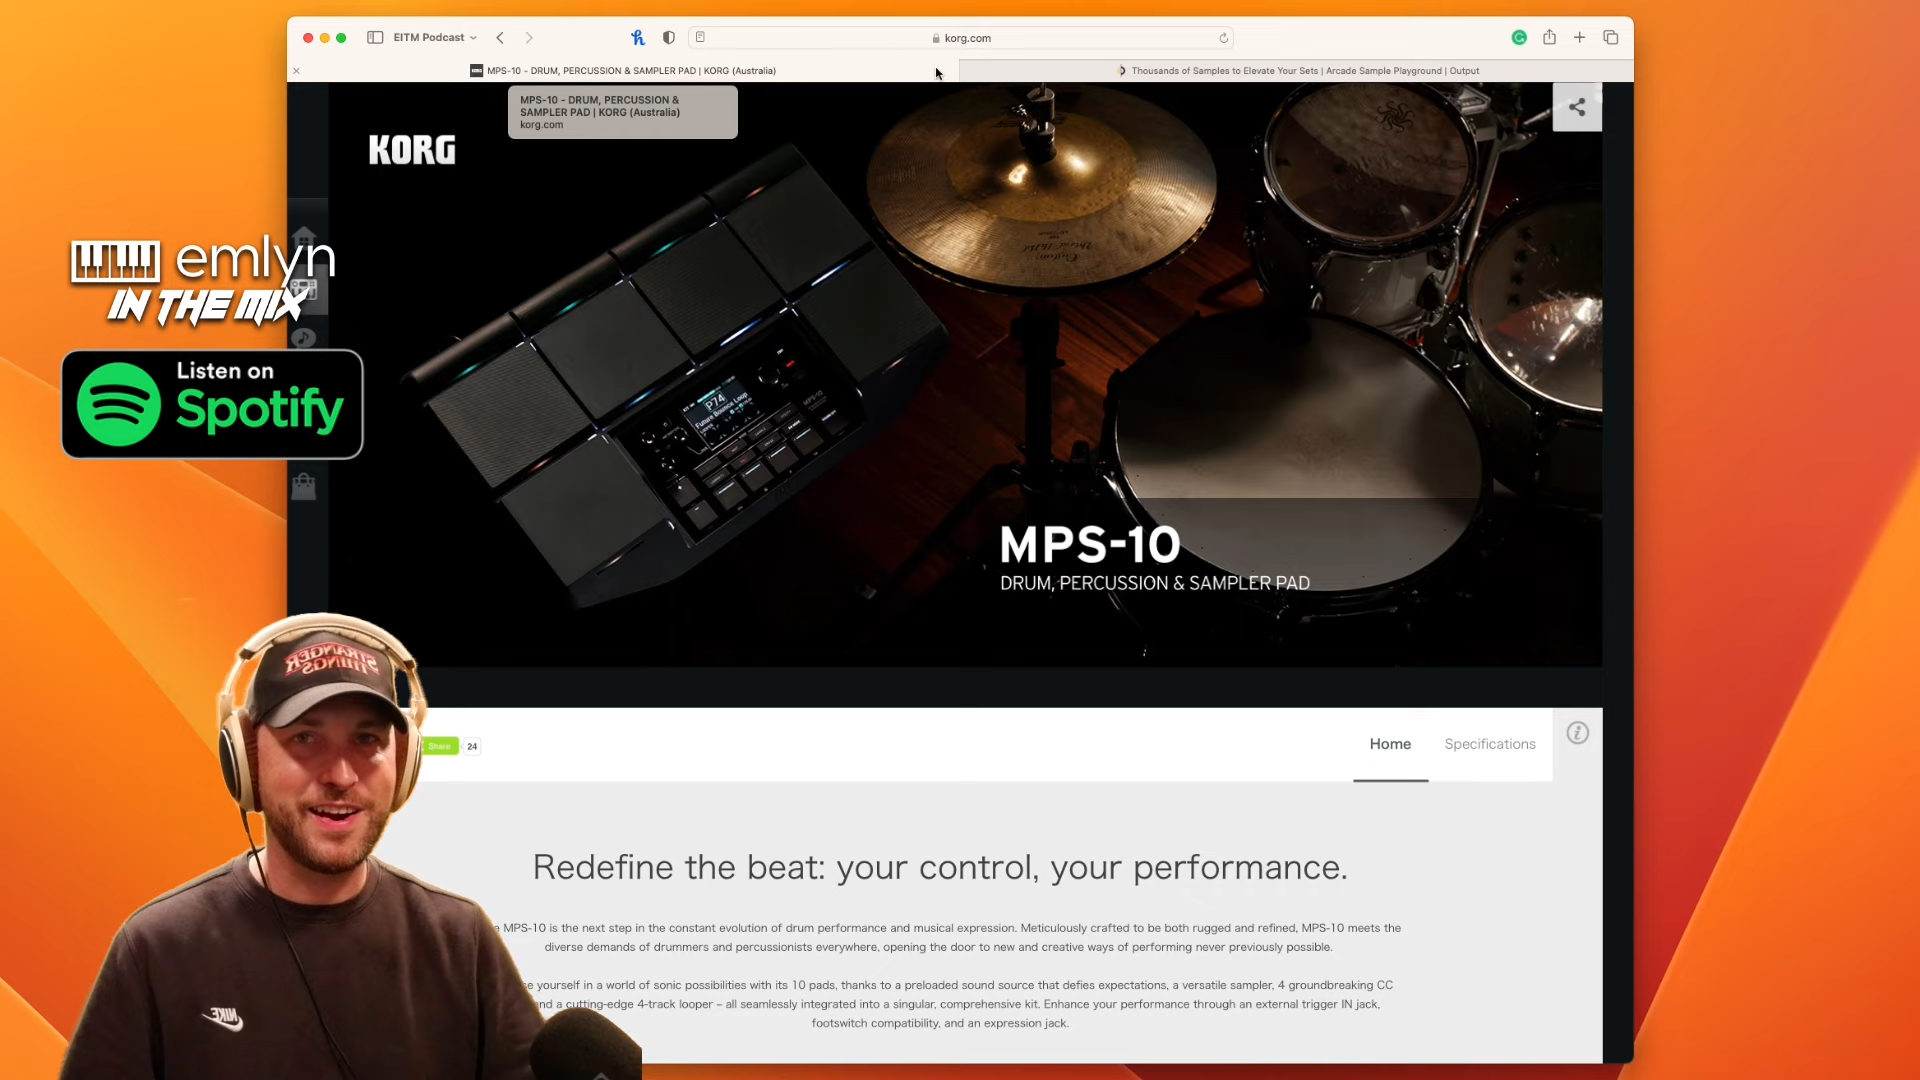 EITM Podcast
korg.com
MPS-10 - DRUM, PERCUSSION & SAMPLER PAD | KORG (Australia)
Thousands of Samples to Elevate Your Sets | Arcade Sample Playground | Output
MPS-10 - DRUM, PERCUSSION &
SAMPLER PAD | KORG (Australia)
korg.com
KORG
emlyn
IN THE MIX
Listen on
Spotify
P74
Future Bounce Loop
MPS-10
DRUM, PERCUSSION & SAMPLER PAD
STRANGER
THINGS
Share
24
Home
Specifications
Redefine the beat: your control, your performance.
MPS-10 is the next step in the constant evolution of drum performance and musical expression. Meticulously crafted to be both rugged and refined, MPS-10 meets the
diverse demands of drummers and percussionists everywhere, opening the door to new and creative ways of performing never previously possible.
yourself in a world of sonic possibilities with its 10 pads, thanks to a preloaded sound source that defies expectations, a versatile sampler, 4 groundbreaking CC
and a cutting-edge 4-track looper – all seamlessly integrated into a singular, comprehensive kit. Enhance your performance through an external trigger IN jack,
footswitch compatibility, and an expression jack.
NIKE